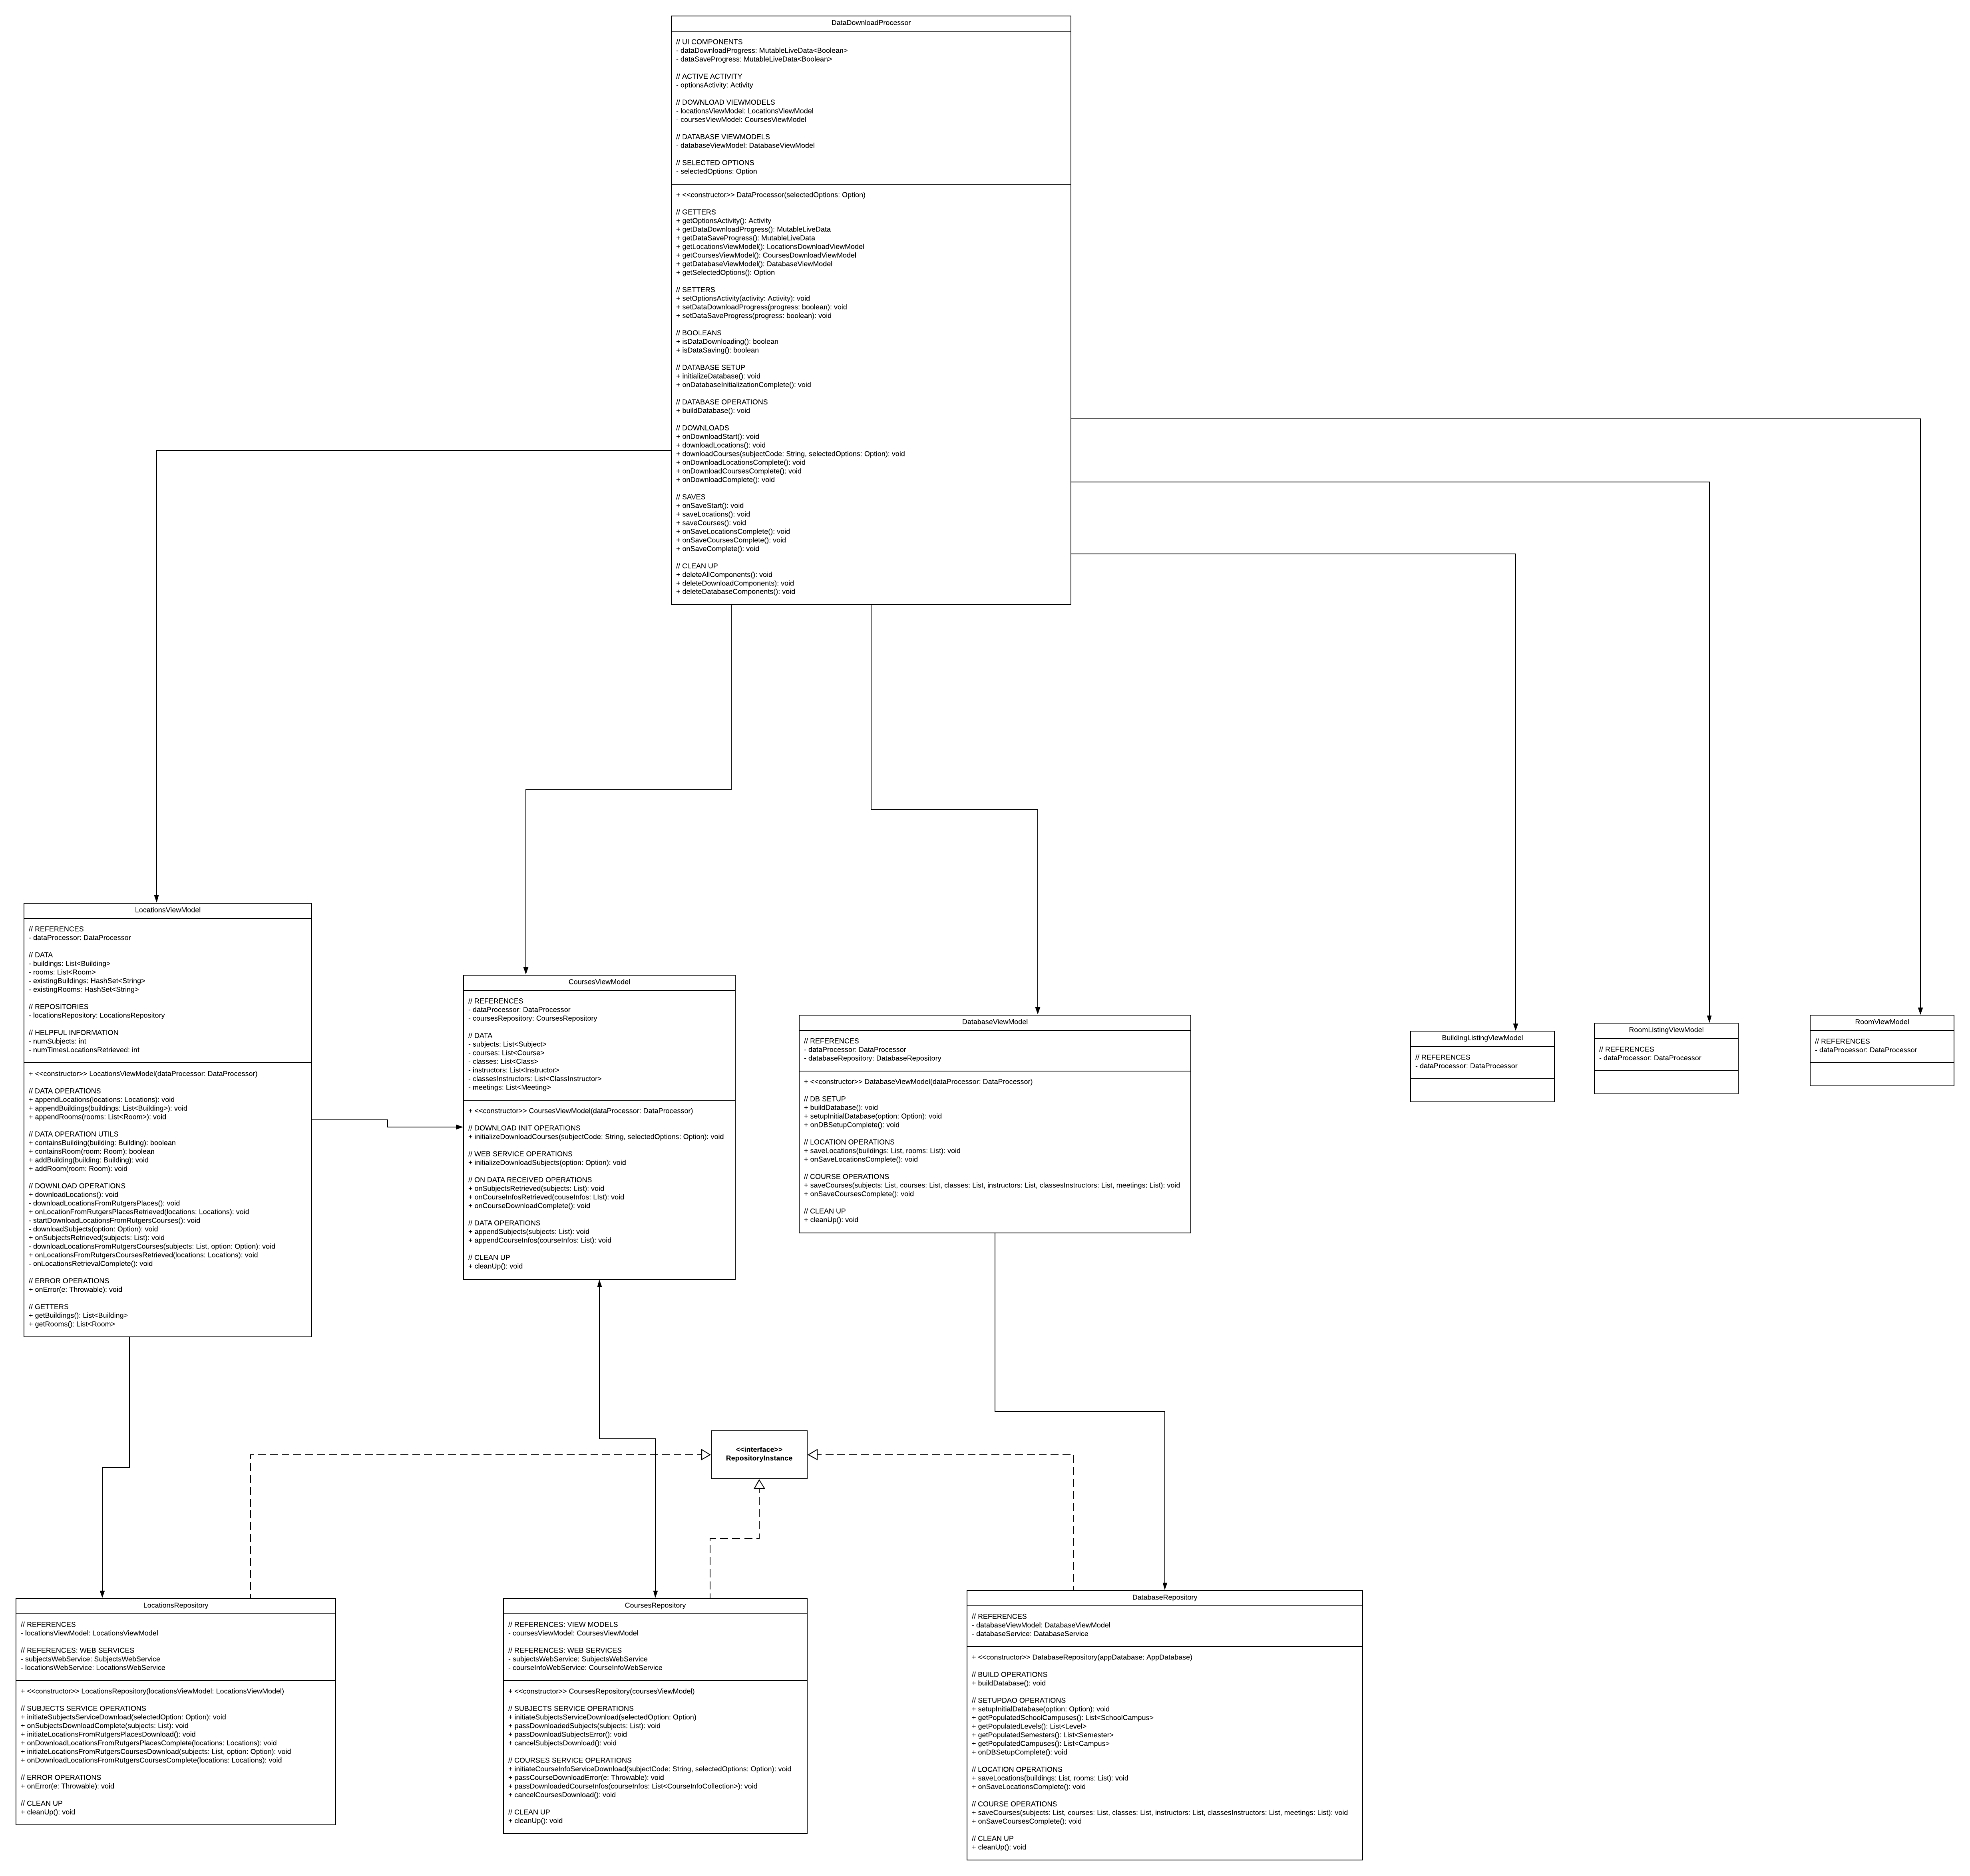 DataDownloadProcessor
// UI COMPONENTS
- dataDownloadProgress: MutableLiveData<Boolean>
- dataSaveProgress: MutableLiveData<Boolean>
// ACTIVE ACTIVITY
- optionsActivity: Activity
// DOWNLOAD VIEWMODELS
- locationsViewModel: LocationsViewModel
- coursesViewModel: CoursesViewModel
// DATABASE VIEWMODELS
- databaseViewModel: DatabaseViewModel
// SELECTED OPTIONS
- selectedOptions: Option
+ <<constructor>> DataProcessor(selectedOptions: Option)
// GETTERS
+ getOptionsActivity(): Activity
+ getDataDownloadProgress(): MutableLiveData
+ getDataSaveProgress(): MutableLiveData
+ getLocationsViewModel(): LocationsDownloadViewModel
+ getCoursesViewModel(): CoursesDownloadViewModel
+ getDatabaseViewModel(): DatabaseViewModel
+ getSelectedOptions(): Option
// SETTERS
+ setOptionsActivity(activity: Activity): void
+ setDataDownloadProgress(progress: boolean): void
+ setDataSaveProgress(progress: boolean): void
// BOOLEANS
+ isDataDownloading(): boolean
+ isDataSaving(): boolean
// DATABASE SETUP
+ initializeDatabase(): void
+ onDatabaseInitializationComplete(): void
// DATABASE OPERATIONS
+ buildDatabase(): void
// DOWNLOADS
+ onDownloadStart(): void
+ downloadLocations(): void
+ downloadCourses(subjectCode: String, selectedOptions: Option): void
+ onDownloadLocationsComplete(): void
+ onDownloadCoursesComplete(): void
+ onDownloadComplete(): void
// SAVES
+ onSaveStart(): void
+ saveLocations(): void
+ saveCourses(): void
+ onSaveLocationsComplete(): void
+ onSaveCoursesComplete(): void
+ onSaveComplete(): void
// CLEAN UP
+ deleteAllComponents(): void
+ deleteDownloadComponents): void
+ deleteDatabaseComponents(): void
LocationsViewModel
// REFERENCES
- dataProcessor: DataProcessor
// DATA
- buildings: List<Building>
- rooms: List<Room>
- existingBuildings: HashSet<String>
- existingRooms: HashSet<String>
// REPOSITORIES
- locationsRepository: LocationsRepository
// HELPFUL INFORMATION
- numSubjects: int
- numTimesLocationsRetrieved: int
+ <<constructor>> LocationsViewModel(dataProcessor: DataProcessor)
// DATA OPERATIONS
+ appendLocations(locations: Locations): void
+ appendBuildings(buildings: List<Building>): void
+ appendRooms(rooms: List<Room>): void
// DATA OPERATION UTILS
+ containsBuilding(building: Building): boolean
+ containsRoom(room: Room): boolean
+ addBuilding(building: Building): void
+ addRoom(room: Room): void
// DOWNLOAD OPERATIONS
+ downloadLocations(): void
- downloadLocationsFromRutgersPlaces(): void
+ onLocationFromRutgersPlacesRetrieved(locations: Locations): void
- startDownloadLocationsFromRutgersCourses(): void
- downloadSubjects(option: Option): void
+ onSubjectsRetrieved(subjects: List): void
- downloadLocationsFromRutgersCourses(subjects: List, option: Option): void
+ onLocationsFromRutgersCoursesRetrieved(locations: Locations): void
- onLocationsRetrievalComplete(): void
// ERROR OPERATIONS
+ onError(e: Throwable): void
// GETTERS
+ getBuildings(): List<Building>
+ getRooms(): List<Room>
CoursesViewModel
// REFERENCES
- dataProcessor: DataProcessor
- coursesRepository: CoursesRepository
// DATA
- subjects: List<Subject>
- courses: List<Course>
- classes: List<Class>
- instructors: List<Instructor>
- classesInstructors: List<ClassInstructor>
- meetings: List<Meeting>
+ <<constructor>> CoursesViewModel(dataProcessor: DataProcessor)
// DOWNLOAD INIT OPERATIONS
+ initializeDownloadCourses(subjectCode: String, selectedOptions: Option): void
// WEB SERVICE OPERATIONS
+ initializeDownloadSubjects(option: Option): void
// ON DATA RECEIVED OPERATIONS
+ onSubjectsRetrieved(subjects: List): void
+ onCourseInfosRetrieved(couseInfos: LIst): void
+ onCourseDownloadComplete(): void
// DATA OPERATIONS
+ appendSubjects(subjects: List): void
+ appendCourseInfos(courseInfos: List): void
// CLEAN UP
+ cleanUp(): void
DatabaseViewModel
// REFERENCES
- dataProcessor: DataProcessor
- databaseRepository: DatabaseRepository
+ <<constructor>> DatabaseViewModel(dataProcessor: DataProcessor)
// DB SETUP
+ buildDatabase(): void
+ setupInitialDatabase(option: Option): void
+ onDBSetupComplete(): void
// LOCATION OPERATIONS
+ saveLocations(buildings: List, rooms: List): void
+ onSaveLocationsComplete(): void
// COURSE OPERATIONS
+ saveCourses(subjects: List, courses: List, classes: List, instructors: List, classesInstructors: List, meetings: List): void
+ onSaveCoursesComplete(): void
// CLEAN UP
+ cleanUp(): void
BuildingListingViewModel
// REFERENCES
- dataProcessor: DataProcessor
RoomListingViewModel
// REFERENCES
- dataProcessor: DataProcessor
RoomViewModel
// REFERENCES
- dataProcessor: DataProcessor
<<interface>>
RepositoryInstance
LocationsRepository
// REFERENCES
- locationsViewModel: LocationsViewModel
// REFERENCES: WEB SERVICES
- subjectsWebService: SubjectsWebService
- locationsWebService: LocationsWebService
+ <<constructor>> LocationsRepository(locationsViewModel: LocationsViewModel)
// SUBJECTS SERVICE OPERATIONS
+ initiateSubjectsServiceDownload(selectedOption: Option): void
+ onSubjectsDownloadComplete(subjects: List): void
+ initiateLocationsFromRutgersPlacesDownload(): void
+ onDownloadLocationsFromRutgersPlacesComplete(locations: Locations): void
+ initiateLocationsFromRutgersCoursesDownload(subjects: List, option: Option): void
+ onDownloadLocationsFromRutgersCoursesComplete(locations: Locations): void
// ERROR OPERATIONS
+ onError(e: Throwable): void
// CLEAN UP
+ cleanUp(): void
CoursesRepository
// REFERENCES: VIEW MODELS
- coursesViewModel: CoursesViewModel
// REFERENCES: WEB SERVICES
- subjectsWebService: SubjectsWebService
- courseInfoWebService: CourseInfoWebService
+ <<constructor>> CoursesRepository(coursesViewModel)
// SUBJECTS SERVICE OPERATIONS
+ initiateSubjectsServiceDownload(selectedOption: Option)
+ passDownloadedSubjects(subjects: List): void
+ passDownloadSubjectsError(): void
+ cancelSubjectsDownload(): void
// COURSES SERVICE OPERATIONS
+ initiateCourseInfoServiceDownload(subjectCode: String, selectedOptions: Option): void
+ passCourseDownloadError(e: Throwable): void
+ passDownloadedCourseInfos(courseInfos: List<CourseInfoCollection>): void
+ cancelCoursesDownload(): void
// CLEAN UP
+ cleanUp(): void
DatabaseRepository
// REFERENCES
- databaseViewModel: DatabaseViewModel
- databaseService: DatabaseService
+ <<constructor>> DatabaseRepository(appDatabase: AppDatabase)
// BUILD OPERATIONS
+ buildDatabase(): void
// SETUPDAO OPERATIONS
+ setupInitialDatabase(option: Option): void
+ getPopulatedSchoolCampuses(): List<SchoolCampus>
+ getPopulatedLevels(): List<Level>
+ getPopulatedSemesters(): List<Semester>
+ getPopulatedCampuses(): List<Campus>
+ onDBSetupComplete(): void
// LOCATION OPERATIONS
+ saveLocations(buildings: List, rooms: List): void
+ onSaveLocationsComplete(): void
// COURSE OPERATIONS
+ saveCourses(subjects: List, courses: List, classes: List, instructors: List, classesInstructors: List, meetings: List): void
+ onSaveCoursesComplete(): void
// CLEAN UP
+ cleanUp(): void